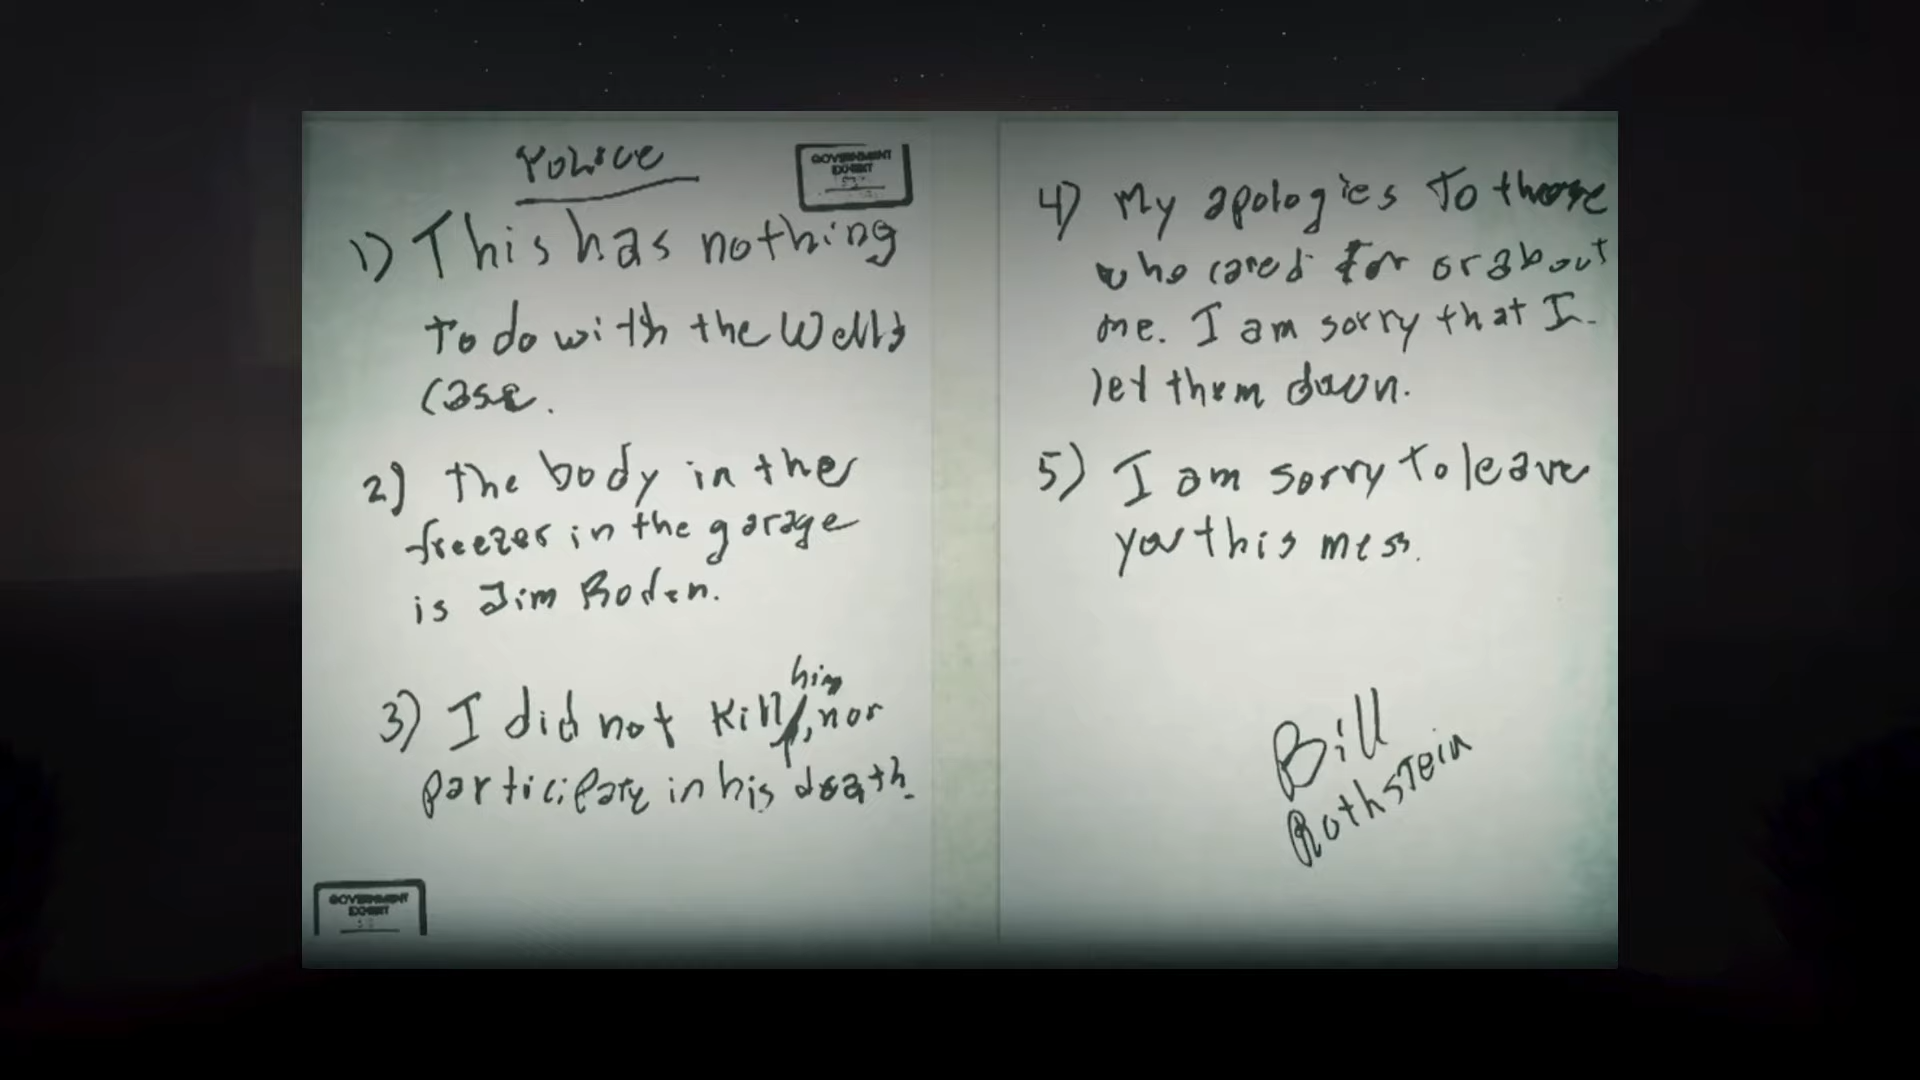 Police
GOVERNMENT
EXHIBIT
1) This has nothing
to do with the Wells
case.
2) the body in the
freezer in the garage
is Jim Roden.
him
3) I did not kill, nor
participate in his death.
GOVERNMENT
EXHIBIT
4) My apologies to those
who cared for or about
me. I am sorry that I
let them down.
5) I am sorry to leave
you this mess.
Bill
Rothstein